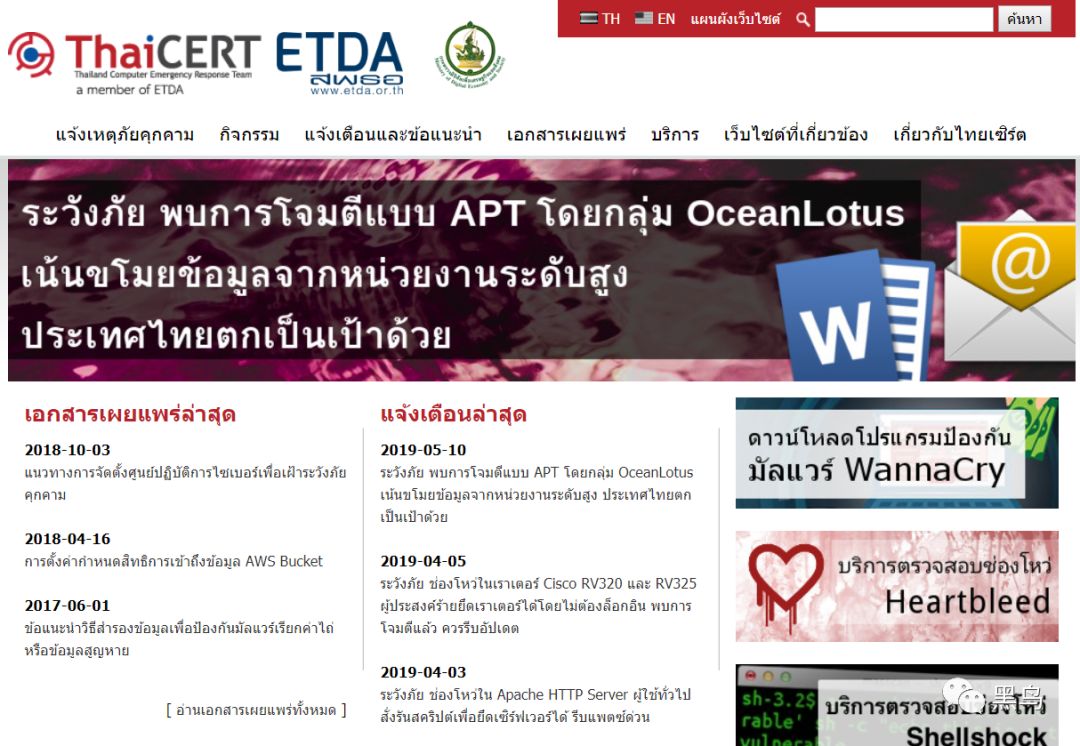 TH EN แผนผังเว็บไซต์ ค้นหา
ThaiCERT
Thailand Computer Emergency Response Team
a member of ETDA
ETDA
สพธอ
www.etda.or.th
แจ้งเหตุภัยคุกคาม กิจกรรม แจ้งเตือนและข้อแนะนำ เอกสารเผยแพร่ บริการ เว็บไซต์ที่เกี่ยวข้อง เกี่ยวกับไทยเซิร์ต
ระวังภัย พบการโจมตีแบบ APT โดยกลุ่ม OceanLotus
เน้นขโมยข้อมูลจากหน่วยงานระดับสูง
ประเทศไทยตกเป็นเป้าด้วย
W
@
เอกสารเผยแพร่ล่าสุด
2018-10-03
แนวทางการจัดตั้งศูนย์ปฏิบัติการไซเบอร์เพื่อเฝ้าระวังภัย
คุกคาม
2018-04-16
การตั้งค่ากำหนดสิทธิการเข้าถึงข้อมูล AWS Bucket
2017-06-01
ข้อแนะนำวิธีสำรองข้อมูลเพื่อป้องกันมัลแวร์เรียกค่าไถ่
หรือข้อมูลสูญหาย
[ อ่านเอกสารเผยแพร่ทั้งหมด ]
แจ้งเตือนล่าสุด
2019-05-10
ระวังภัย พบการโจมตีแบบ APT โดยกลุ่ม OceanLotus
เน้นขโมยข้อมูลจากหน่วยงานระดับสูง ประเทศไทยตก
เป็นเป้าด้วย
2019-04-05
ระวังภัย ช่องโหว่ในเราเตอร์ Cisco RV320 และ RV325
ผู้ประสงค์ร้ายยึดเราเตอร์ได้โดยไม่ต้องล็อกอิน พบการ
โจมตีแล้ว ควรรีบอัปเดต
2019-04-03
ระวังภัย ช่องโหว่ใน Apache HTTP Server ผู้ใช้ทั่วไป
สั่งรันสคริปต์เพื่อยึดเซิร์ฟเวอร์ได้ รีบแพตช์ด่วน
ดาวน์โหลดโปรแกรมป้องกัน
มัลแวร์ WannaCry
บริการตรวจสอบช่องโหว่
Heartbleed
sh-3.2$
บริการตรวจสอบช่องโหว่
rable' sh -c
Shellshock
黑鸟